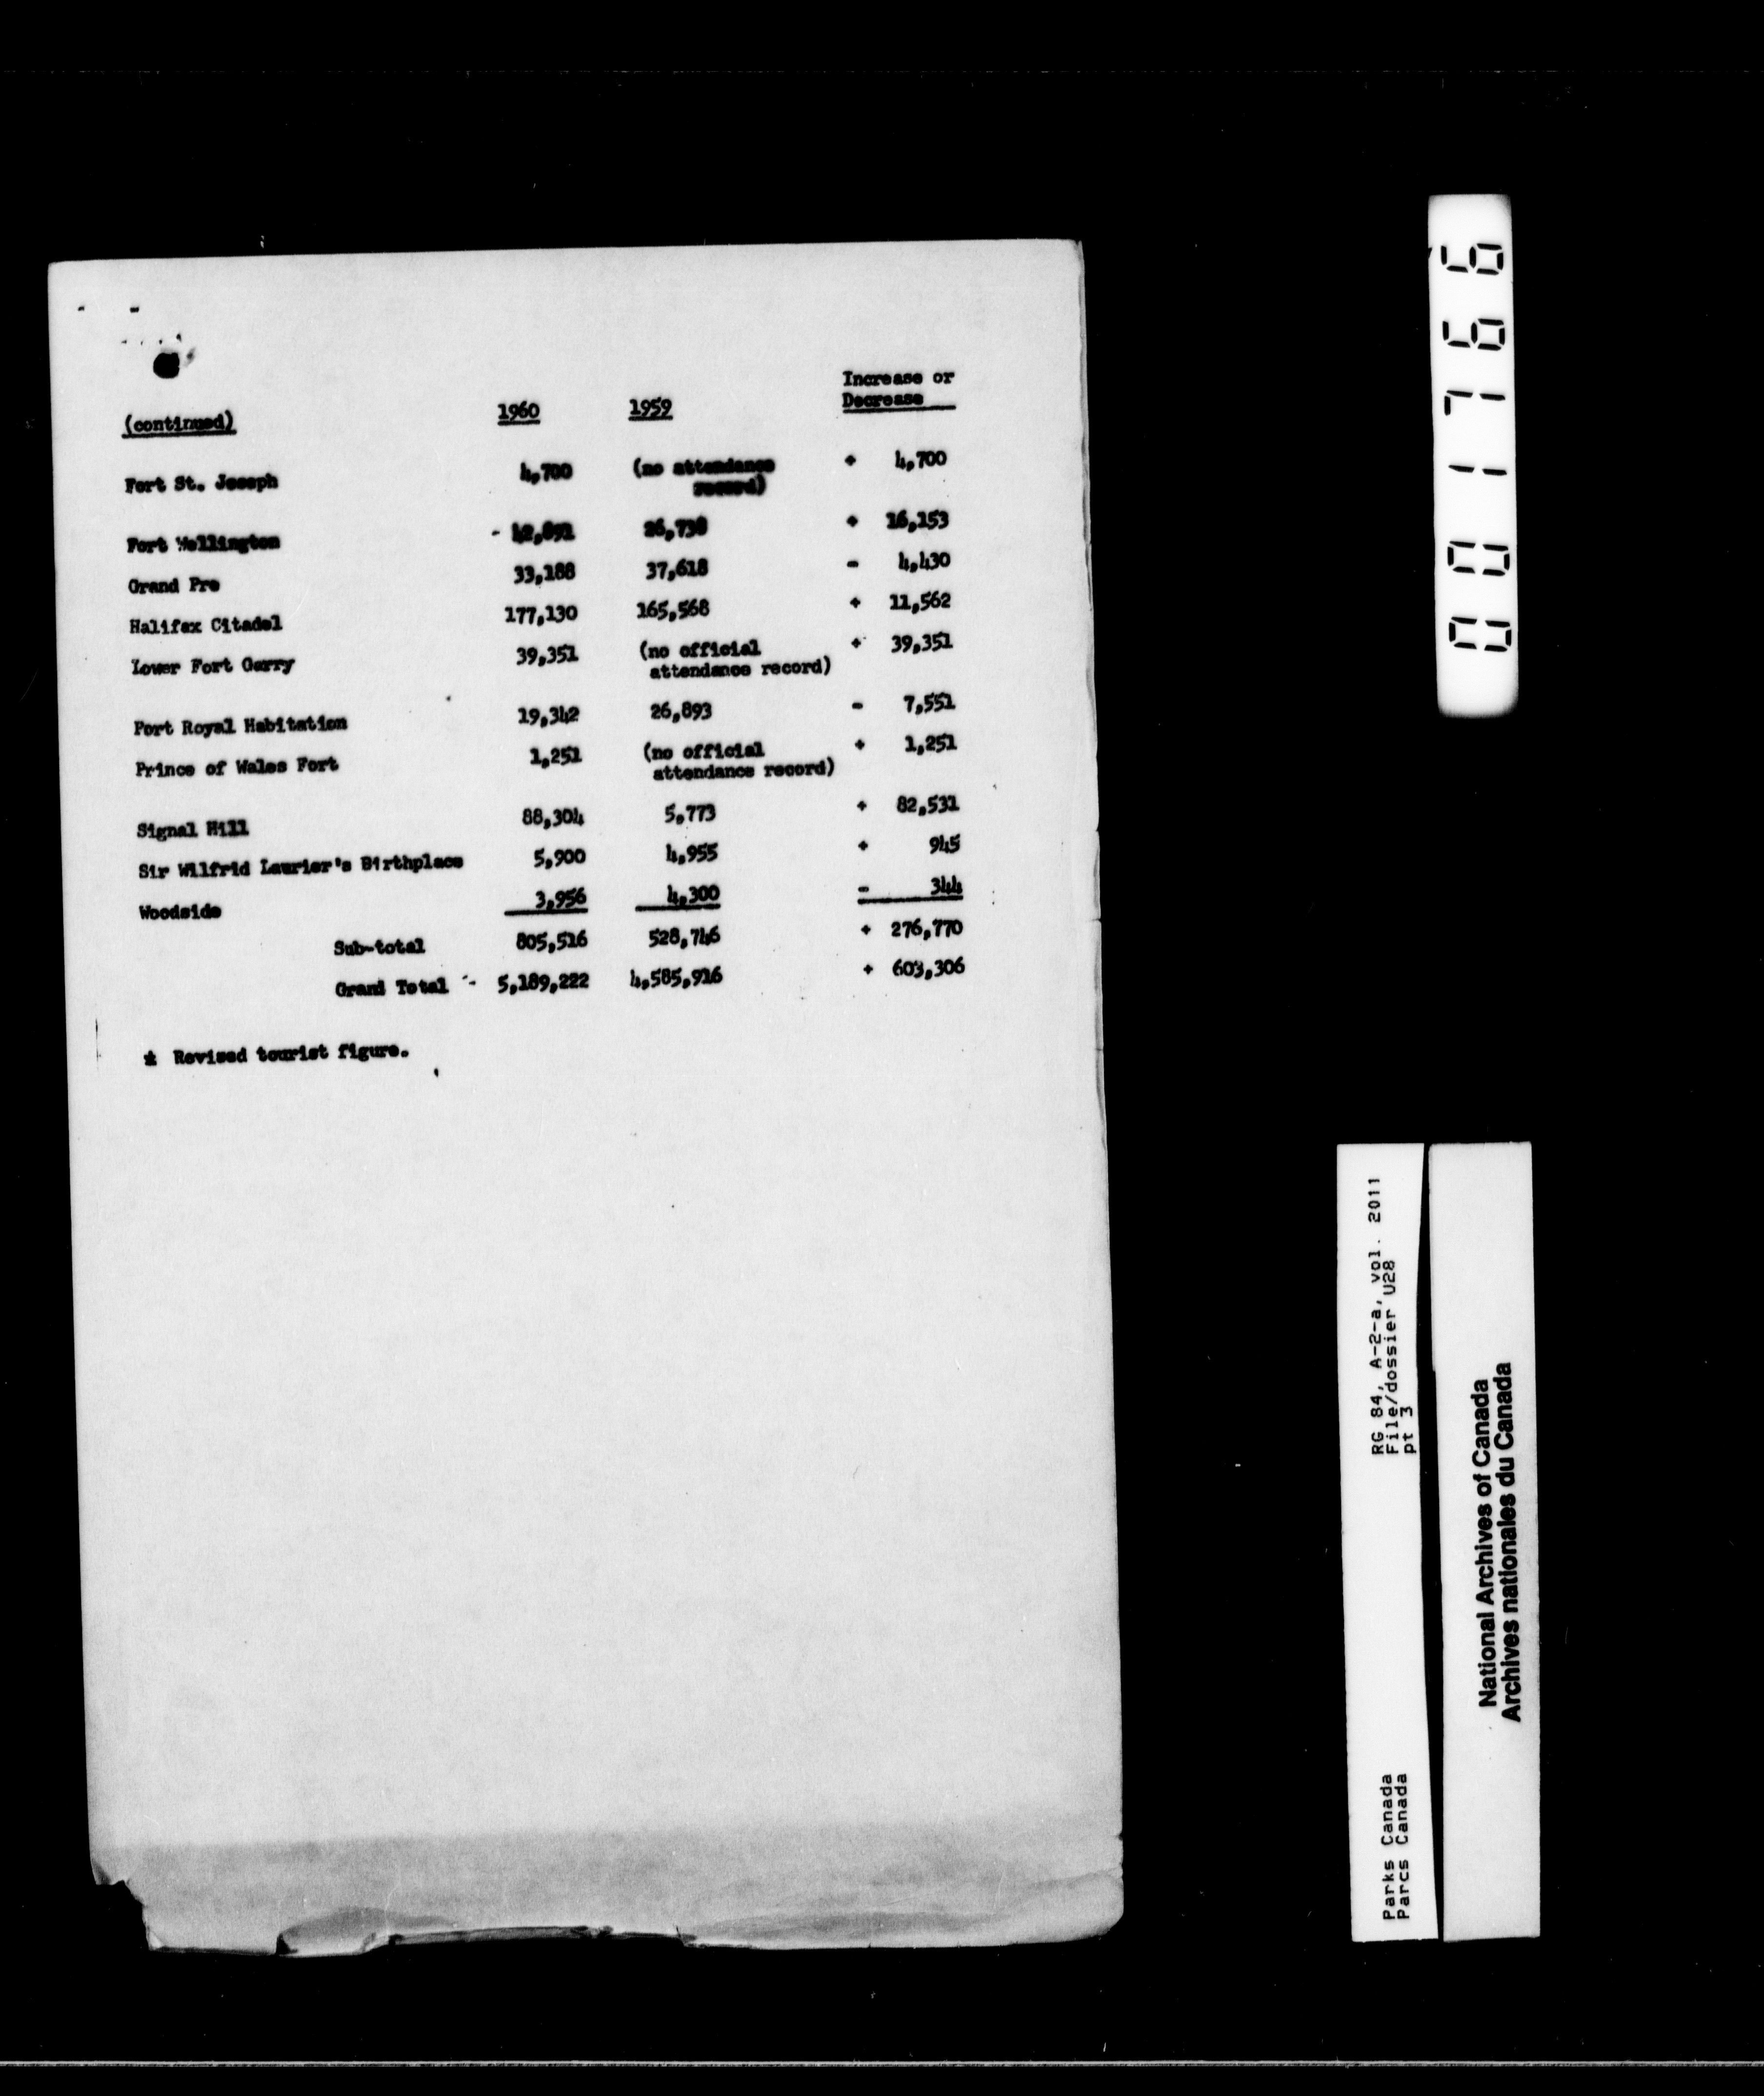 (continued) 1960 1959 Increase or
Decrease
Fort St. Joseph 4,700 (no attendance + 4,700
record)
Fort Wellington - 42,891 26,738 + 16,153
Grand Pre 33,188 37,618 - 4,430
Halifax Citadel 177,130 165,568 + 11,562
Lower Fort Garry 39,351 (no official + 39,351
attendance record)
Port Royal Habitation 19,342 26,893 - 7,551
Prince of Wales Fort 1,251 (no official + 1,251
attendance record)
Signal Hill 88,304 5,773 + 82,531
Sir Wilfrid Laurier's Birthplace 5,900 4,955 + 945
Woodside 3,956 4,300 - 344
Sub-total 805,516 528,746 + 276,770
Grand Total - 5,189,222 4,585,916 + 603,306
* Revised tourist figure.
001766
RG 84, A-2-a, vol. 2011
File/dossier U28
pt 3
Parks Canada
Parcs Canada
National Archives of Canada
Archives nationales du Canada